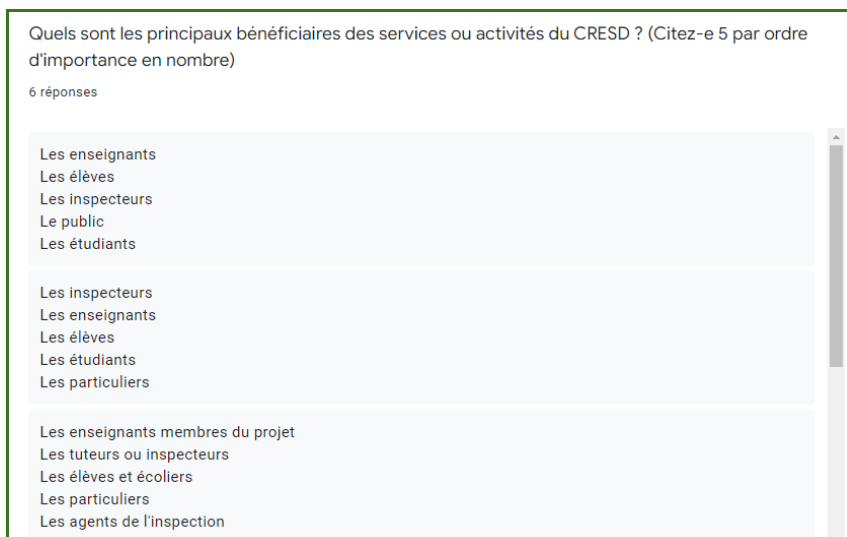 Quels sont les principaux bénéficiaires des services ou activités du CRESD ? (Citez-e 5 par ordre
d'importance en nombre)
6 réponses
Les enseignants
Les élèves
Les inspecteurs
Le public
Les étudiants
Les inspecteurs
Les enseignants
Les élèves
Les étudiants
Les particuliers
Les enseignants membres du projet
Les tuteurs ou inspecteurs
Les élèves et écoliers
Les particuliers
Les agents de l'inspection